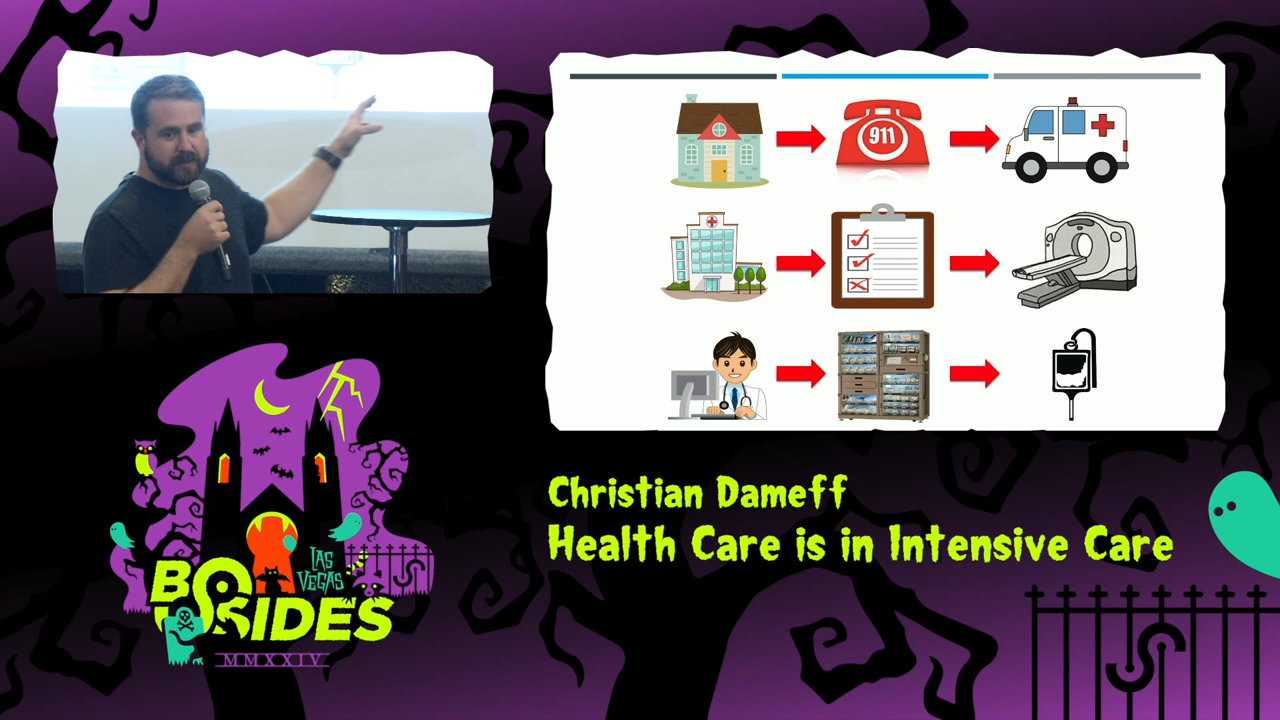 911
Christian Dameff
Health Care is in Intensive Care
LAS
VEGAS
BSIDES
MMXXIV